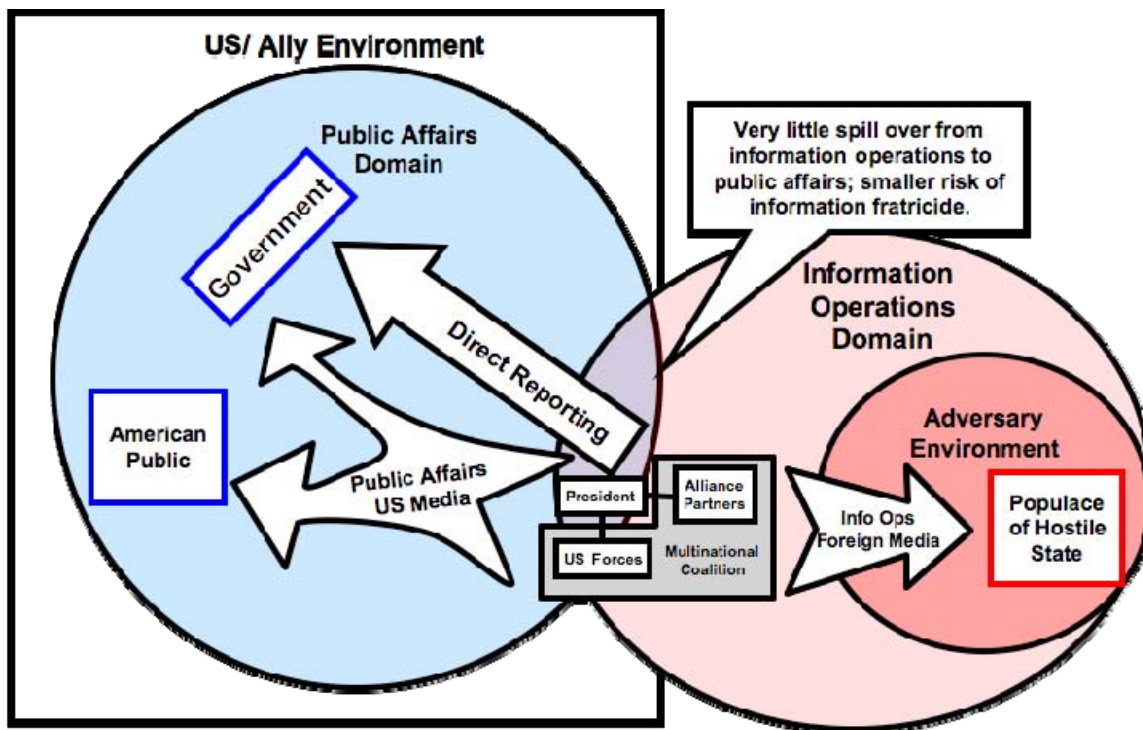 US/ Ally Environment
Public Affairs
Domain
Government
Direct Reporting
American
Public
Public Affairs
US Media
Very little spill over from
information operations to
public affairs; smaller risk of
information fratricide.
Information
Operations
Domain
Adversary
Environment
President
Alliance
Partners
US Forces
Multinational
Coalition
Info Ops
Foreign Media
Populace
of Hostile
State